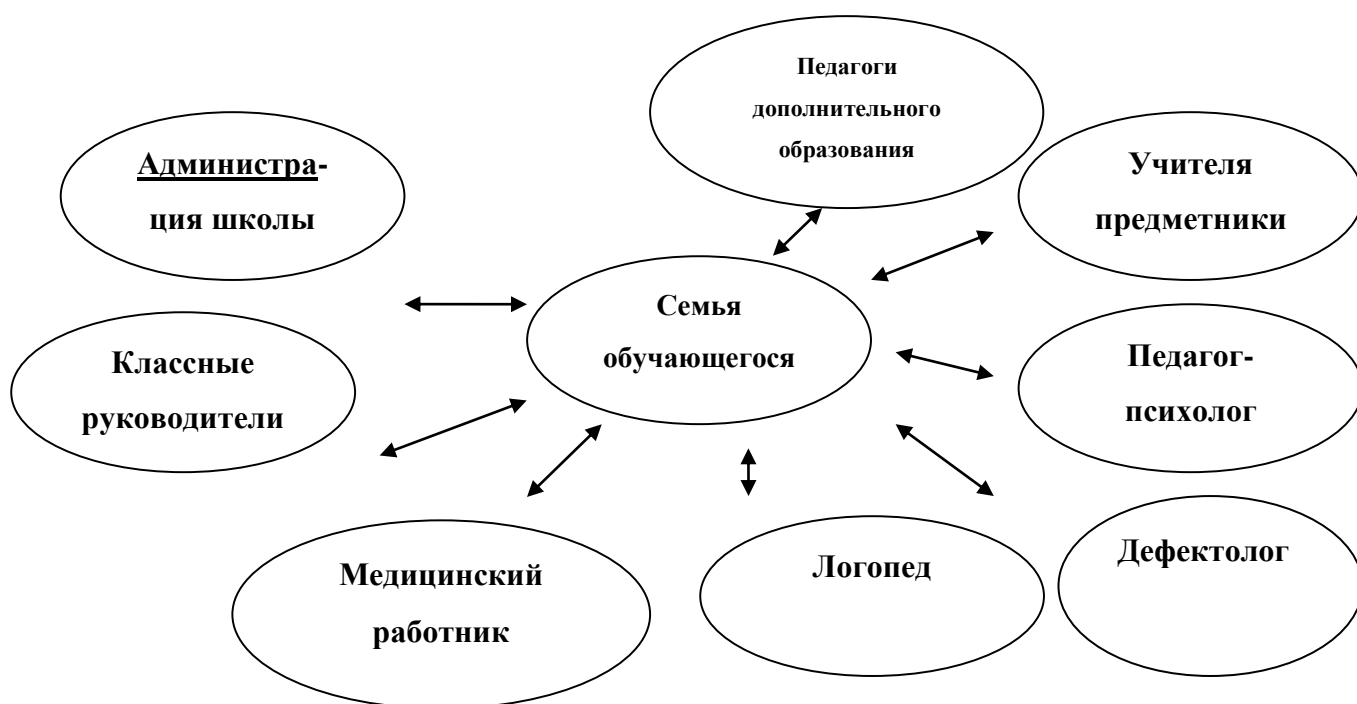 Педагоги
дополнительного
образования
Администра-
ция школы
Учителя
предметники
Семья
обучающегося
Классные
руководители
Педагог-
психолог
Медицинский
работник
Логопед
Дефектолог